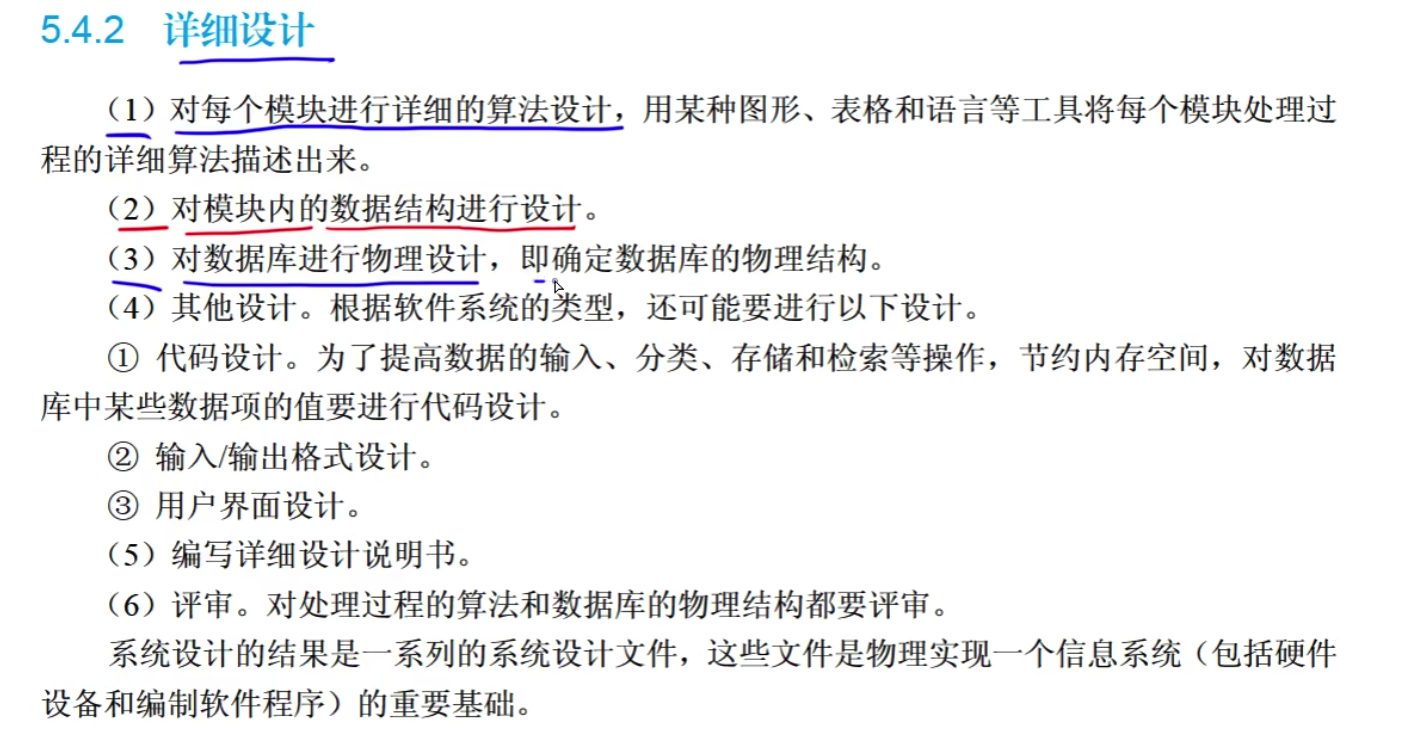 5.4.2 详细设计
（1）对每个模块进行详细的算法设计，用某种图形、表格和语言等工具将每个模块处理过
程的详细算法描述出来。
（2）对模块内的数据结构进行设计。
（3）对数据库进行物理设计，即确定数据库的物理结构。
（4）其他设计。根据软件系统的类型，还可能要进行以下设计。
① 代码设计。为了提高数据的输入、分类、存储和检索等操作，节约内存空间，对数据
库中某些数据项的值要进行代码设计。
② 输入/输出格式设计。
③ 用户界面设计。
（5）编写详细设计说明书。
（6）评审。对处理过程的算法和数据库的物理结构都要评审。
系统设计的结果是一系列的系统设计文件，这些文件是物理实现一个信息系统（包括硬件
设备和编制软件程序）的重要基础。